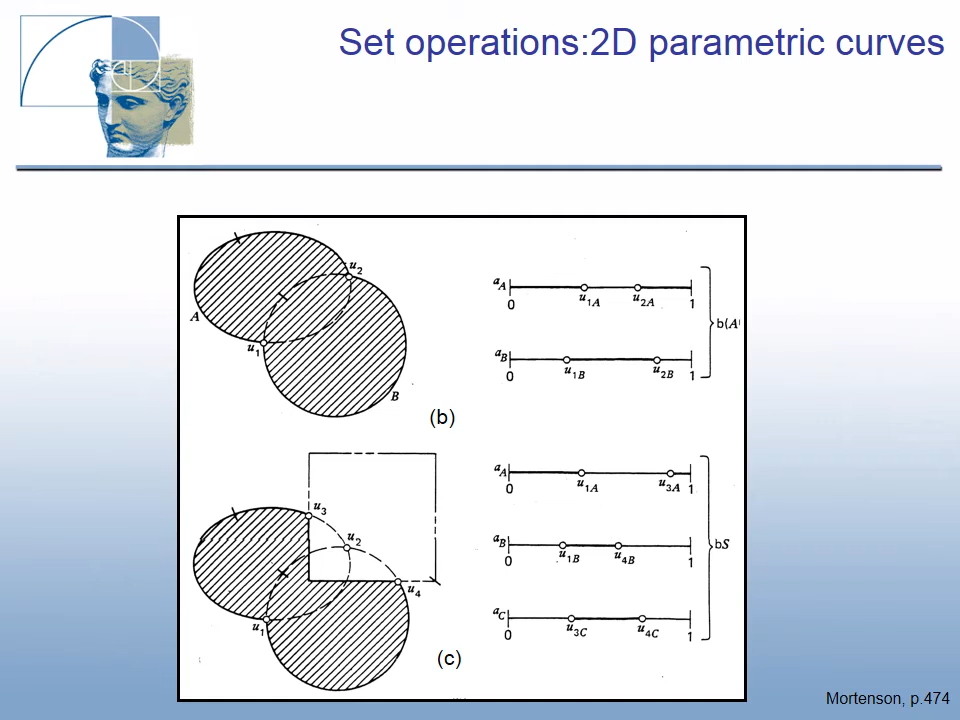 Set operations:2D parametric curves
u2
A
u1
B
(b)
aA
0
u1A
u2A
1
aB
0
u1B
u2B
1
b(A
u3
u2
u4
u1
(c)
aA
0
u1A
u3A
1
aB
0
u1B
u4B
1
aC
0
u3C
u4C
1
bS
Mortenson, p.474